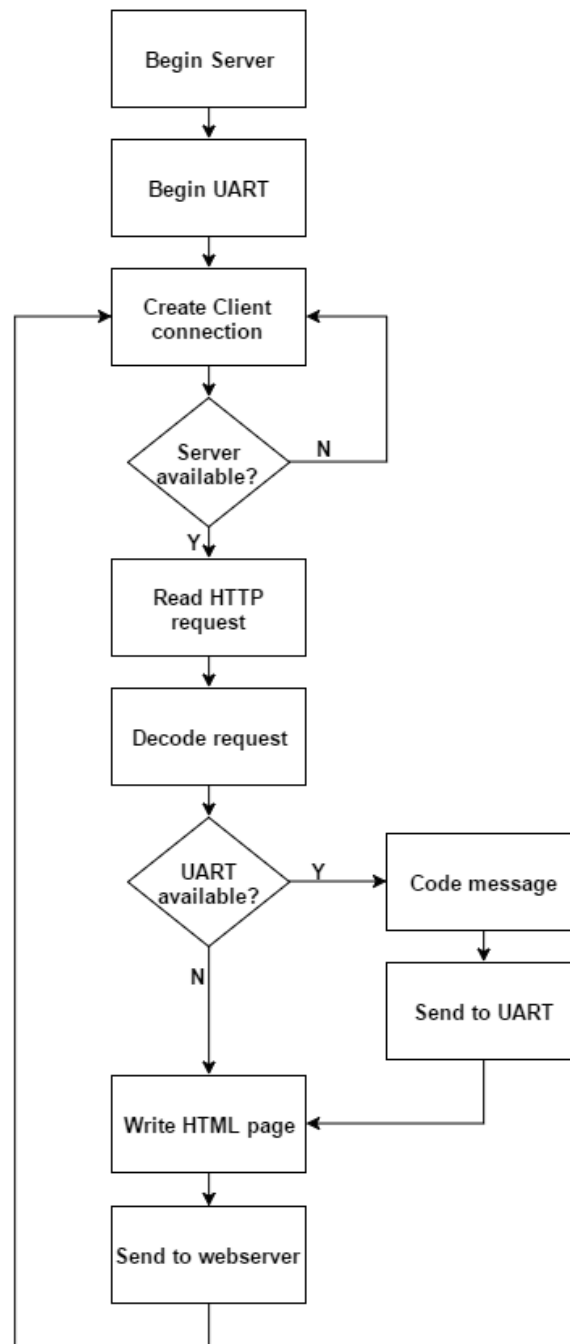 Begin Server
Begin UART
Create Client
connection
Server
available?
N
Y
Read HTTP
request
Decode request
UART
available?
Y
Code message
N
Send to UART
Write HTML page
Send to webserver